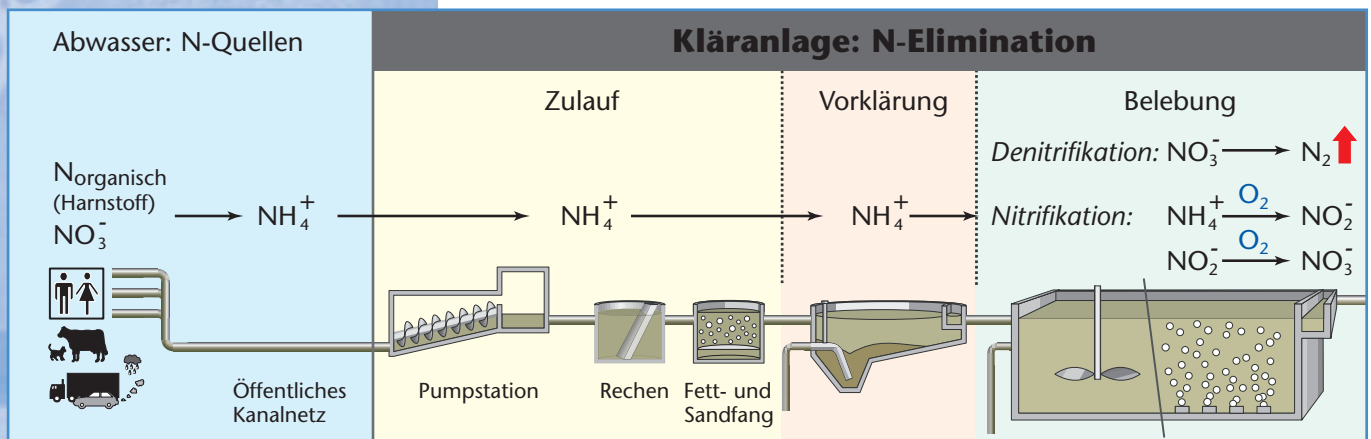 Abwasser: N-Quellen
Kläranlage: N-Elimination
Zulauf
Vorklärung
Belebung
Denitrifikation: NO₃⁻ → N₂
N organisch
(Harnstoff)
NO₃⁻
→ NH₄⁺ → NH₄⁺ → NH₄⁺ →
Nitrifikation: NH₄⁺ O₂ → NO₂⁻
NO₂⁻ O₂ → NO₃⁻
Öffentliches
Kanalnetz
Pumpstation
Rechen
Fett- und
Sandfang